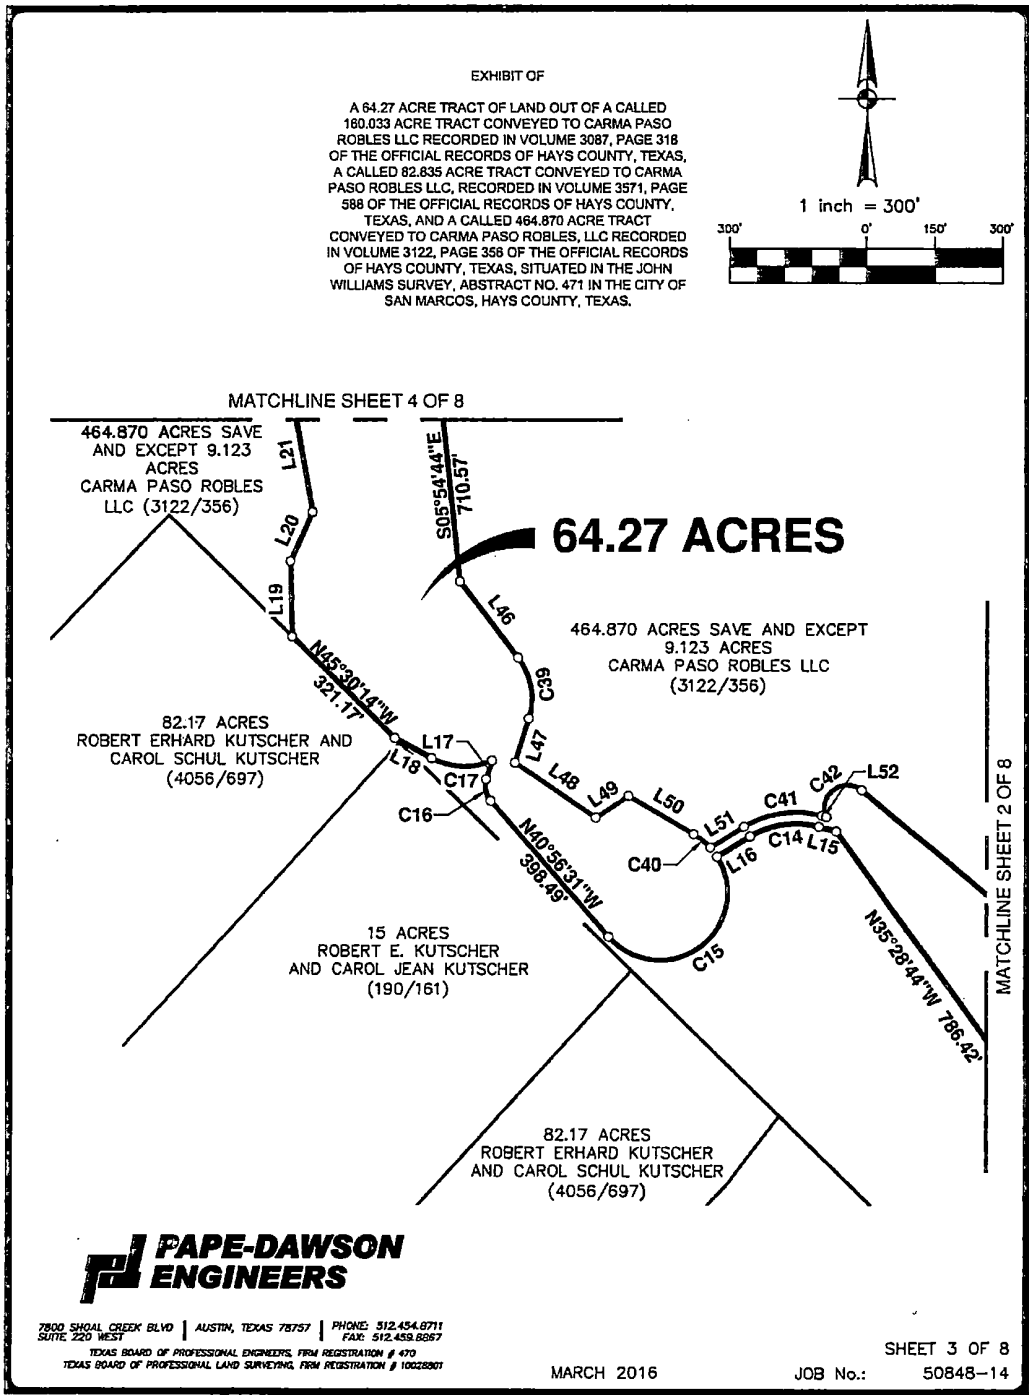 EXHIBIT OF
A 64.27 ACRE TRACT OF LAND OUT OF A CALLED
160.033 ACRE TRACT CONVEYED TO CARMA PASO
ROBLES LLC RECORDED IN VOLUME 3087, PAGE 318
OF THE OFFICIAL RECORDS OF HAYS COUNTY, TEXAS,
A CALLED 82.835 ACRE TRACT CONVEYED TO CARMA
PASO ROBLES LLC, RECORDED IN VOLUME 3571, PAGE
588 OF THE OFFICIAL RECORDS OF HAYS COUNTY,
TEXAS, AND A CALLED 464.870 ACRE TRACT
CONVEYED TO CARMA PASO ROBLES, LLC RECORDED
IN VOLUME 3122, PAGE 356 OF THE OFFICIAL RECORDS
OF HAYS COUNTY, TEXAS, SITUATED IN THE JOHN
WILLIAMS SURVEY, ABSTRACT NO. 471 IN THE CITY OF
SAN MARCOS, HAYS COUNTY, TEXAS.
1 inch = 300'
300' 0' 150' 300'
MATCHLINE SHEET 4 OF 8
464.870 ACRES SAVE
AND EXCEPT 9.123
ACRES
CARMA PASO ROBLES
LLC (3122/356)
L21
L20
L19
S05°54'44"E
710.57'
64.27 ACRES
L46
C39
L47
464.870 ACRES SAVE AND EXCEPT
9.123 ACRES
CARMA PASO ROBLES LLC
(3122/356)
N45°30'14"W
321.17'
82.17 ACRES
ROBERT ERHARD KUTSCHER AND
CAROL SCHUL KUTSCHER
(4056/697)
L17
L18
C17
C16
L48
L49
L50
L51
C40
C41
C42
L52
L16
C14
L15
C15
N40°56'31"W
398.49'
N35°28'44"W 786.42'
MATCHLINE SHEET 2 OF 8
15 ACRES
ROBERT E. KUTSCHER
AND CAROL JEAN KUTSCHER
(190/161)
82.17 ACRES
ROBERT ERHARD KUTSCHER
AND CAROL SCHUL KUTSCHER
(4056/697)
PAPE-DAWSON
ENGINEERS
7800 SHOAL CREEK BLVD | AUSTIN, TEXAS 78757 | PHONE: 512.454.8711
SUITE 220 WEST FAX: 512.459.8867
TEXAS BOARD OF PROFESSIONAL ENGINEERS, FIRM REGISTRATION # 470
TEXAS BOARD OF PROFESSIONAL LAND SURVEYING, FIRM REGISTRATION # 10028801
MARCH 2016
SHEET 3 OF 8
JOB No.: 50848-14